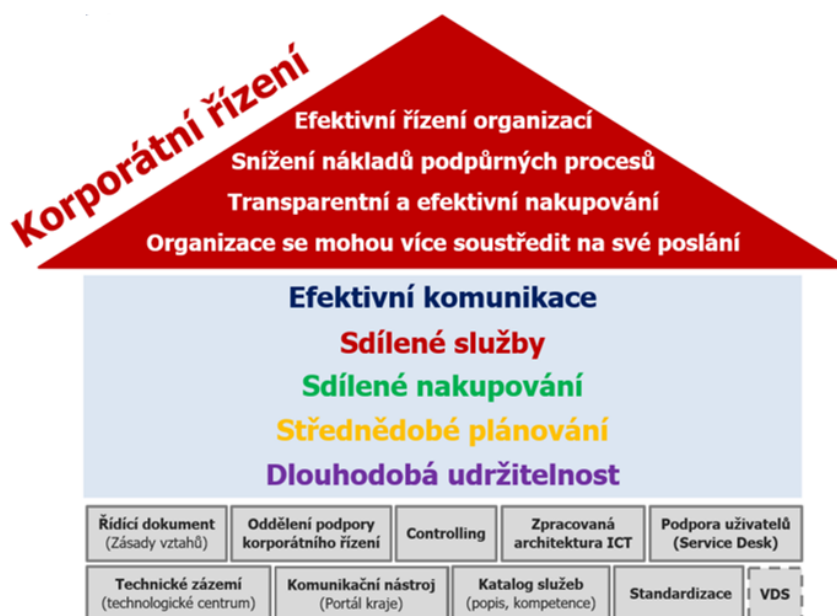 Korporátní řízení
Efektivní řízení organizací
Snížení nákladů podpůrných procesů
Transparentní a efektivní nakupování
Organizace se mohou více soustředit na své poslání
Efektivní komunikace
Sdílené služby
Sdílené nakupování
Střednědobé plánování
Dlouhodobá udržitelnost
Řídící dokument
(Zásady vztahů)
Oddělení podpory
korporátního řízení
Controlling
Zpracovaná
architektura ICT
Podpora uživatelů
(Service Desk)
Technické zázemí
(technologické centrum)
Komunikační nástroj
(Portál kraje)
Katalog služeb
(popis, kompetence)
Standardizace
VDS